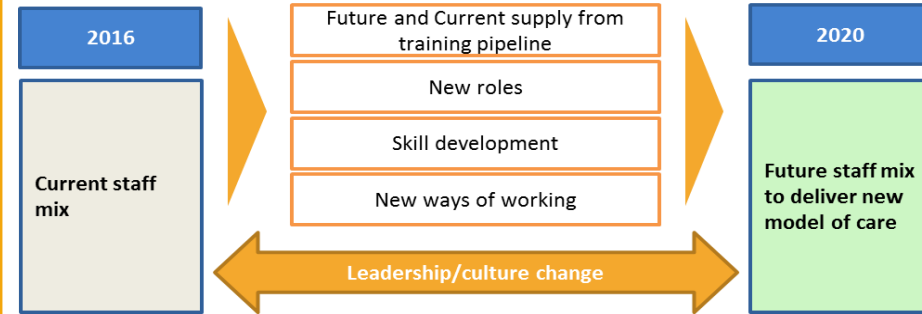 2016
Current staff
mix
Future and Current supply from
training pipeline
New roles
Skill development
New ways of working
Leadership/culture change
2020
Future staff mix
to deliver new
model of care